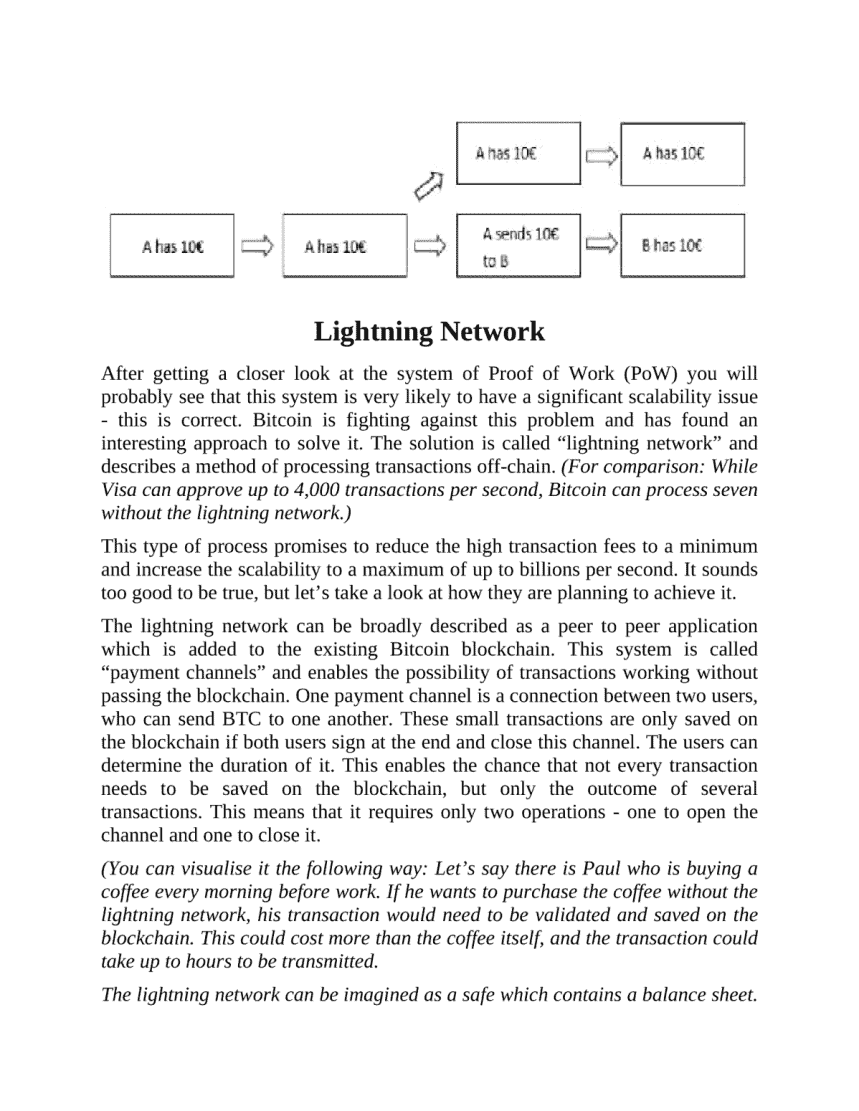 A has 10€
A has 10€
A has 10€
A has 10€
A sends 10€
to B
B has 10€
Lightning Network
After getting a closer look at the system of Proof of Work (PoW) you will
probably see that this system is very likely to have a significant scalability issue
- this is correct. Bitcoin is fighting against this problem and has found an
interesting approach to solve it. The solution is called “lightning network” and
describes a method of processing transactions off-chain. (For comparison: While
Visa can approve up to 4,000 transactions per second, Bitcoin can process seven
without the lightning network.)
This type of process promises to reduce the high transaction fees to a minimum
and increase the scalability to a maximum of up to billions per second. It sounds
too good to be true, but let’s take a look at how they are planning to achieve it.
The lightning network can be broadly described as a peer to peer application
which is added to the existing Bitcoin blockchain. This system is called
“payment channels” and enables the possibility of transactions working without
passing the blockchain. One payment channel is a connection between two users,
who can send BTC to one another. These small transactions are only saved on
the blockchain if both users sign at the end and close this channel. The users can
determine the duration of it. This enables the chance that not every transaction
needs to be saved on the blockchain, but only the outcome of several
transactions. This means that it requires only two operations - one to open the
channel and one to close it.
(You can visualise it the following way: Let’s say there is Paul who is buying a
coffee every morning before work. If he wants to purchase the coffee without the
lightning network, his transaction would need to be validated and saved on the
blockchain. This could cost more than the coffee itself, and the transaction could
take up to hours to be transmitted.
The lightning network can be imagined as a safe which contains a balance sheet.